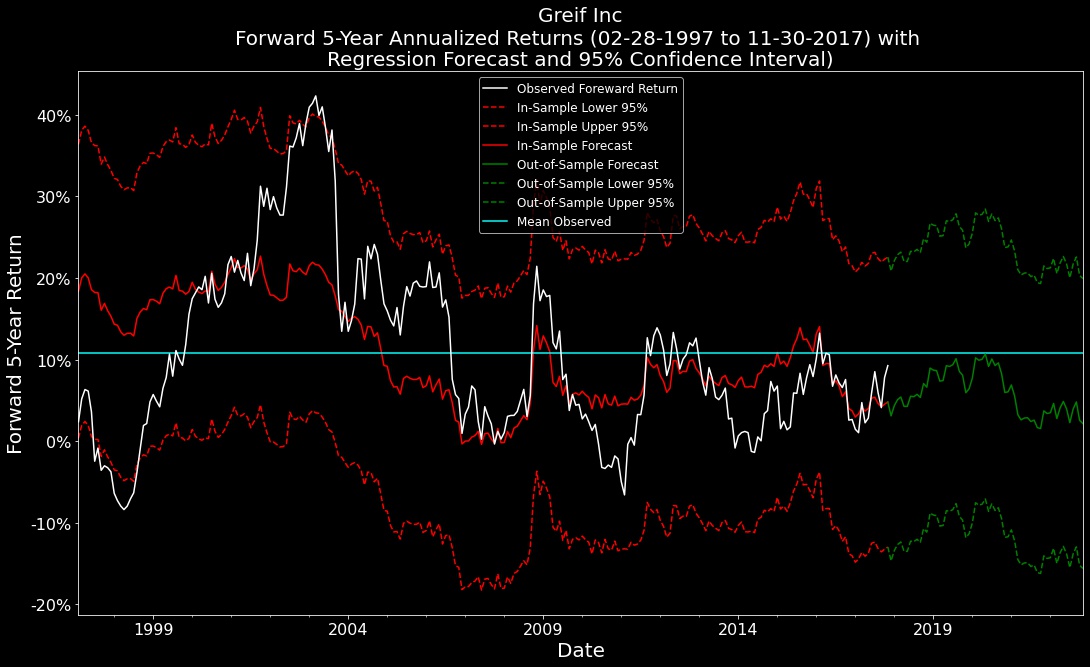 Greif Inc
Forward 5-Year Annualized Returns (02-28-1997 to 11-30-2017) with
Regression Forecast and 95% Confidence Interval)
Observed Foreward Return
In-Sample Lower 95%
In-Sample Upper 95%
In-Sample Forecast
Out-of-Sample Forecast
Out-of-Sample Lower 95%
Out-of-Sample Upper 95%
Mean Observed
Forward 5-Year Return
40%
30%
20%
10%
0%
-10%
-20%
1999 2004 2009 2014 2019
Date